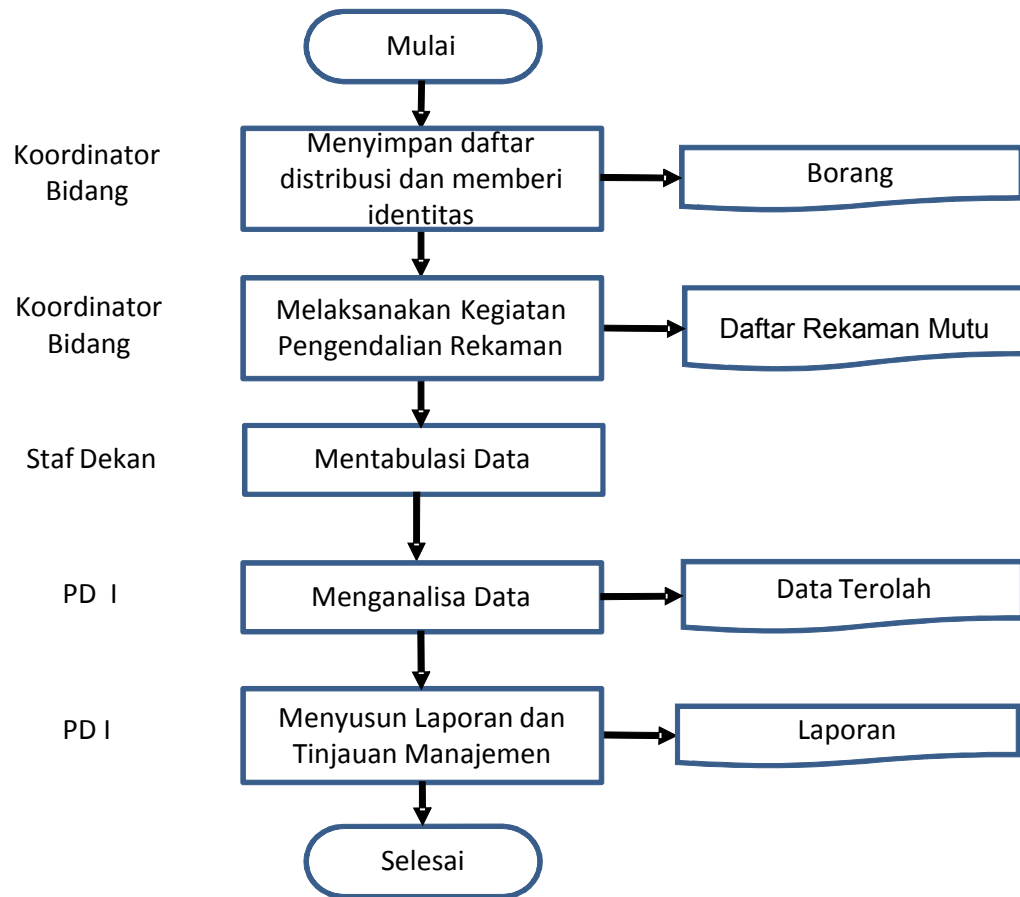 Mulai
Koordinator
Bidang
Menyimpan daftar
distribusi dan memberi
identitas
Borang
Koordinator
Bidang
Melaksanakan Kegiatan
Pengendalian Rekaman
Daftar Rekaman Mutu
Staf Dekan
Mentabulasi Data
PD I
Menganalisa Data
Data Terolah
PD I
Menyusun Laporan dan
Tinjauan Manajemen
Laporan
Selesai